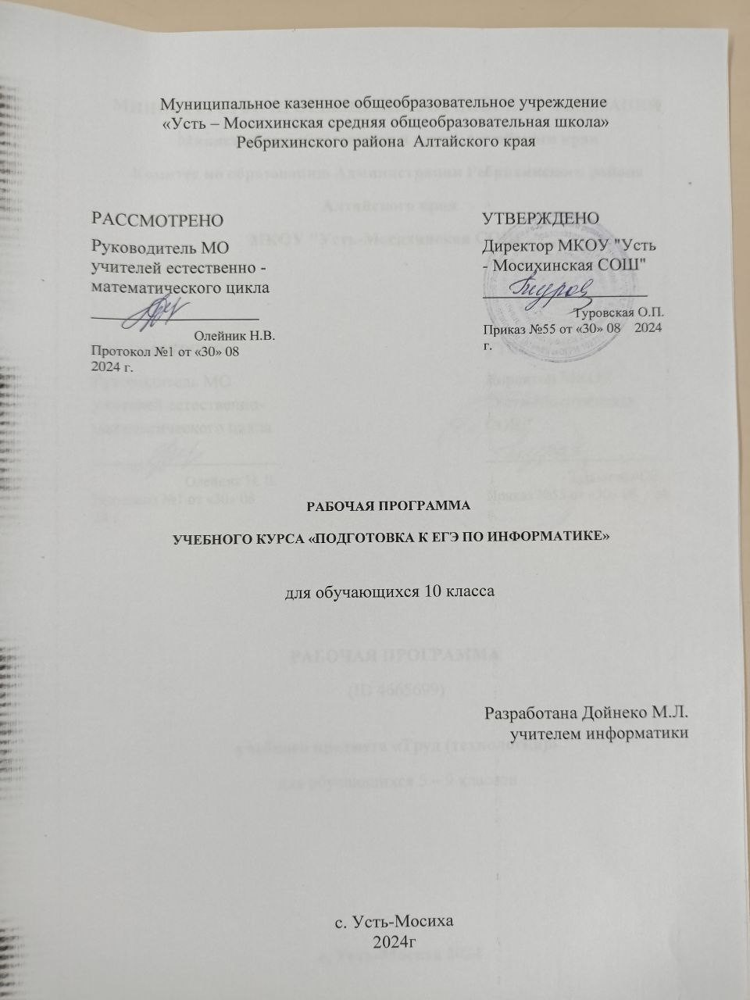 Муниципальное казенное общеобразовательное учреждение
«Усть – Мосихинская средняя общеобразовательная школа»
Ребрихинского района Алтайского края
РАССМОТРЕНО
Руководитель МО
учителей естественно -
математического цикла
Олейник Н.В.
Протокол №1 от «30» 08
2024 г.
УТВЕРЖДЕНО
Директор МКОУ "Усть
- Мосихинская СОШ"
Туровская О.П.
Приказ №55 от «30» 08 2024
г.
РАБОЧАЯ ПРОГРАММА
УЧЕБНОГО КУРСА «ПОДГОТОВКА К ЕГЭ ПО ИНФОРМАТИКЕ»
для обучающихся 10 класса
Разработана Дойнеко М.Л.
учителем информатики
с. Усть-Мосиха
2024г